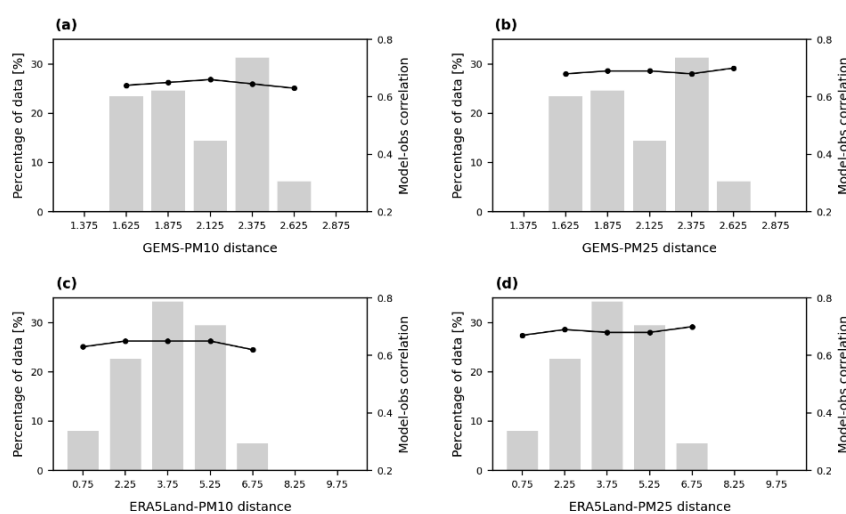 (a)
Percentage of data [%]
30
20
10
0
0.8
0.6
0.4
0.2
Model-obs correlation
1.375 1.625 1.875 2.125 2.375 2.625 2.875
GEMS-PM10 distance
(b)
Percentage of data [%]
30
20
10
0
0.8
0.6
0.4
0.2
Model-obs correlation
1.375 1.625 1.875 2.125 2.375 2.625 2.875
GEMS-PM25 distance
(c)
Percentage of data [%]
30
20
10
0
0.8
0.6
0.4
0.2
Model-obs correlation
0.75 2.25 3.75 5.25 6.75 8.25 9.75
ERA5Land-PM10 distance
(d)
Percentage of data [%]
30
20
10
0
0.8
0.6
0.4
0.2
Model-obs correlation
0.75 2.25 3.75 5.25 6.75 8.25 9.75
ERA5Land-PM25 distance